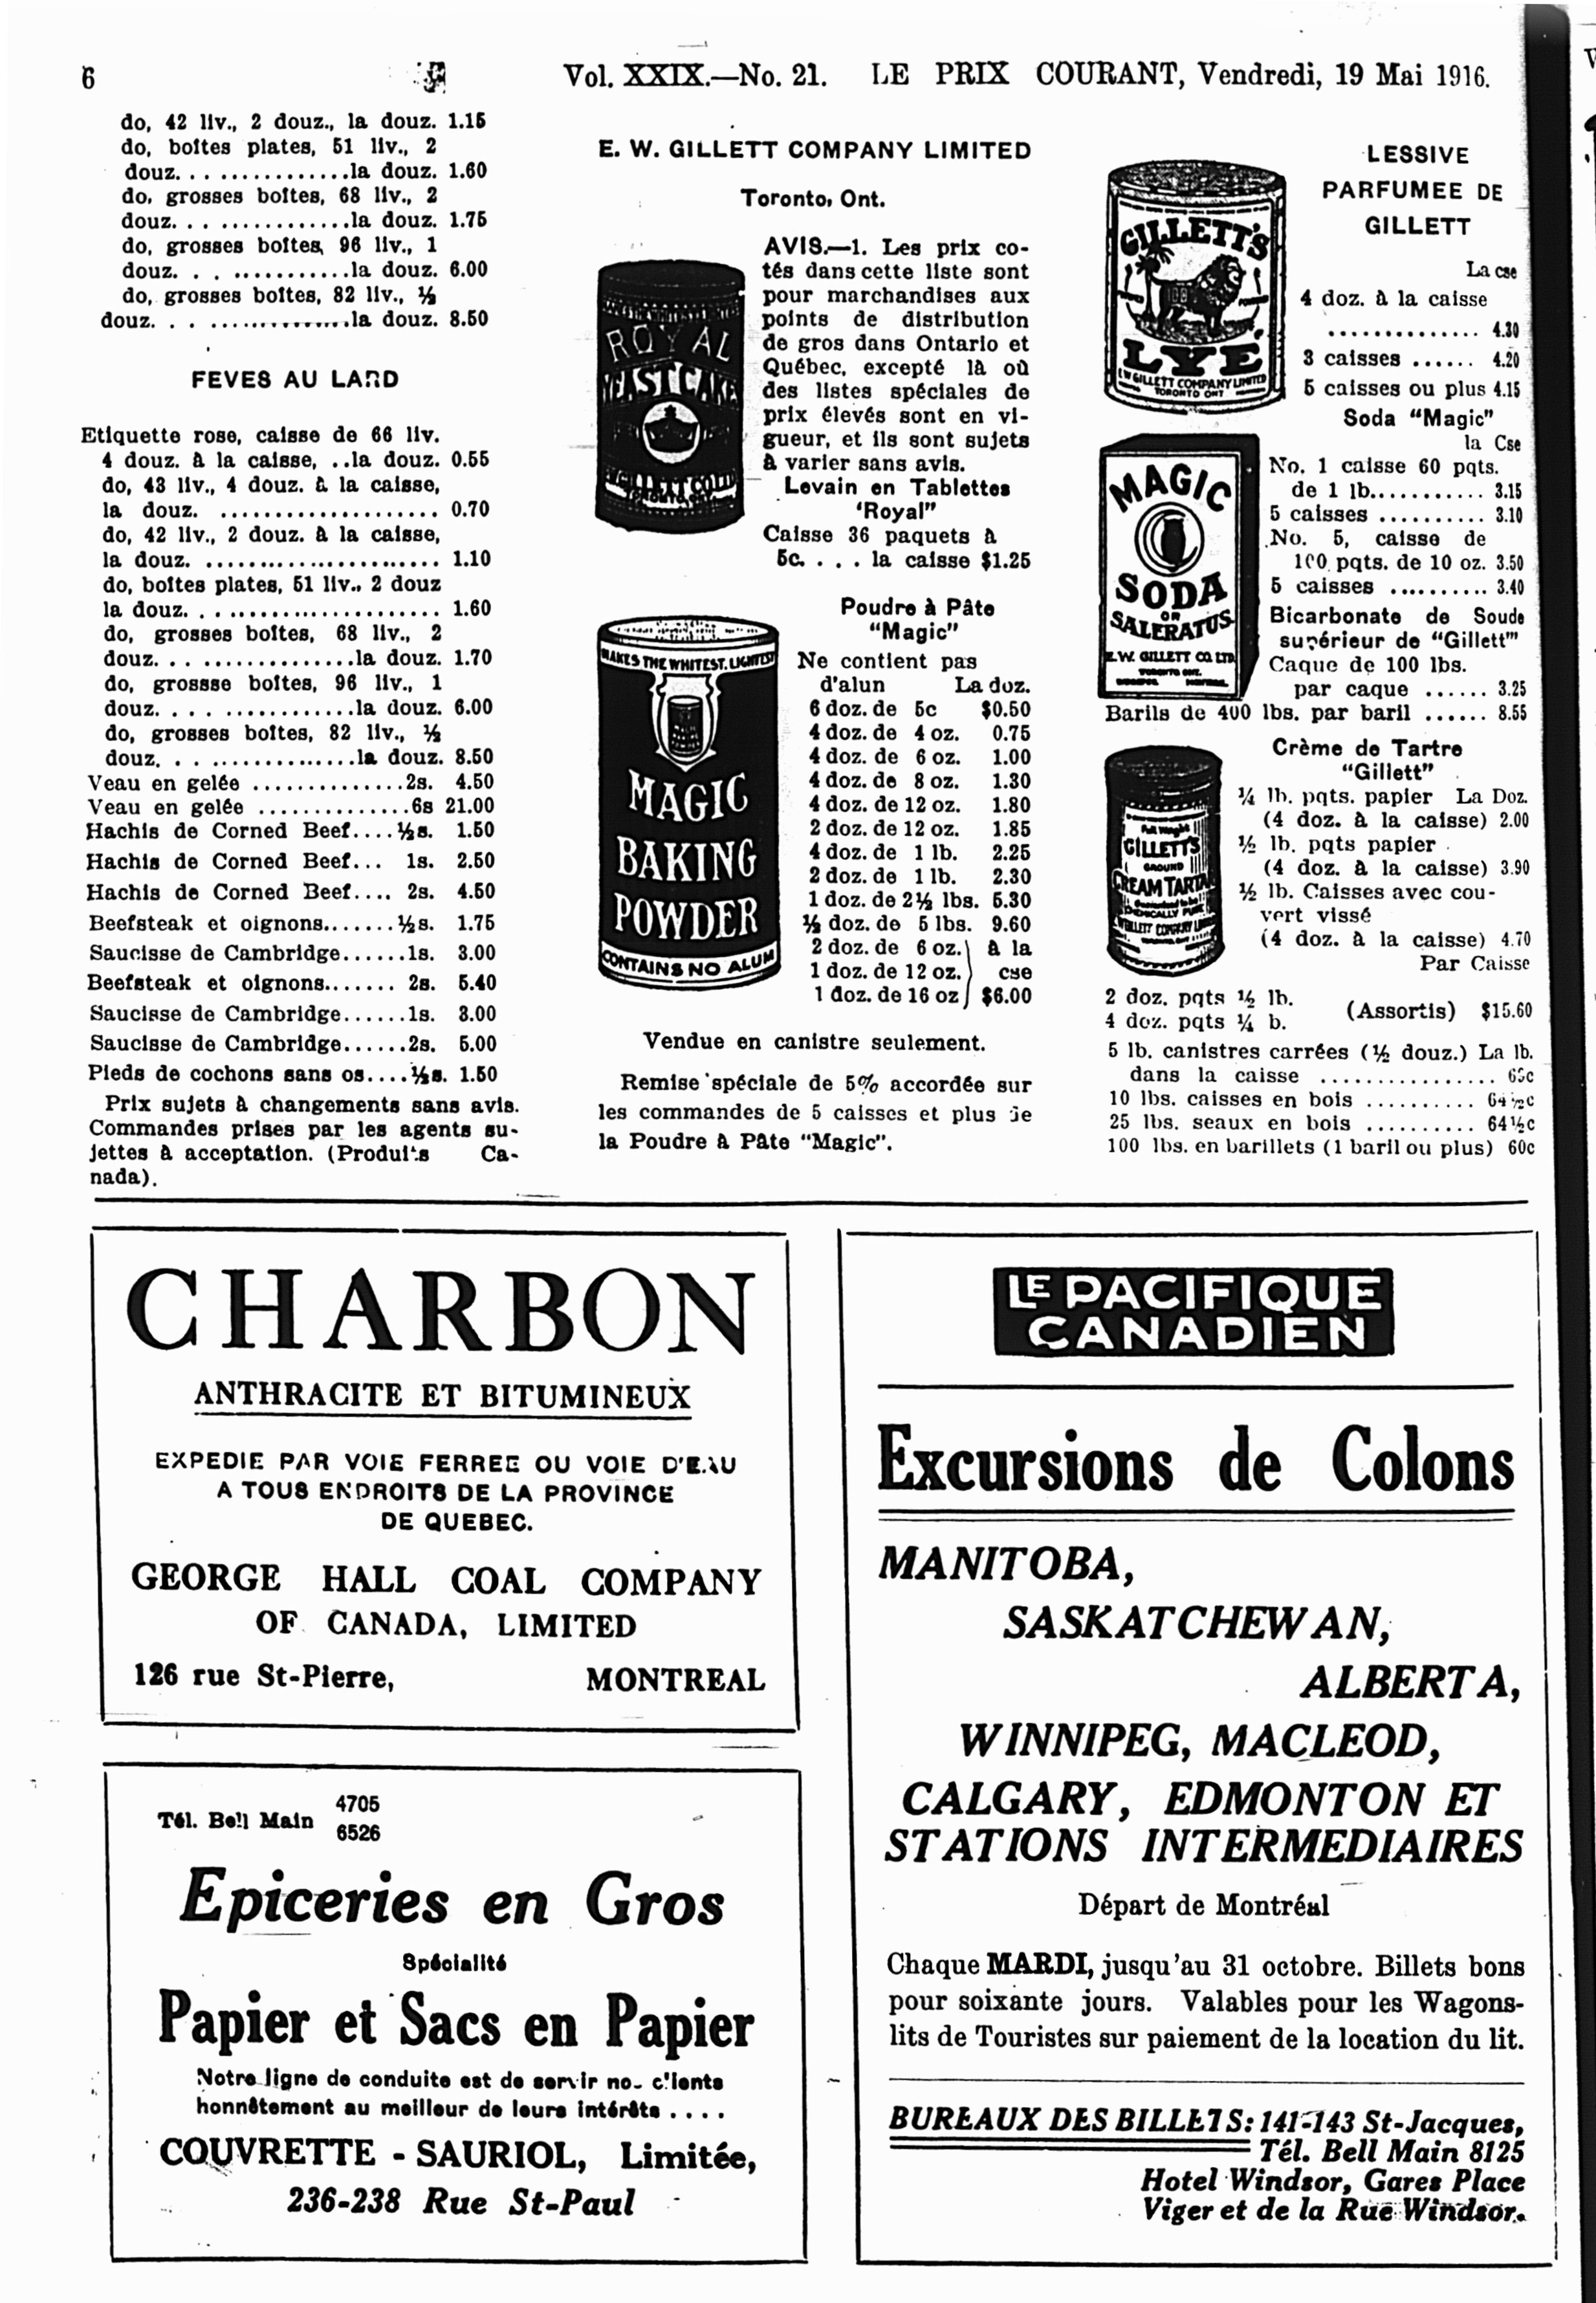 6 Vol. XXIX.—No. 21. LE PRIX COURANT, Vendredi, 19 Mai 1916.
do, 42 liv., 2 douz., la douz. 1.15
do, boîtes plates, 51 liv., 2
douz. . . ..............la douz. 1.60
do, grosses boîtes, 68 liv., 2
douz. . . ..............la douz. 1.75
do, grosses boîtes, 96 liv., 1
douz. . . ............la douz. 6.00
do, grosses boîtes, 82 liv., ½
douz. . . ...............la douz. 8.50
FEVES AU LARD
Etiquette rose, caisse de 66 liv.
4 douz. à la caisse, ..la douz. 0.55
do, 43 liv., 4 douz. à la caisse,
la douz. .................... 0.70
do, 42 liv., 2 douz. à la caisse,
la douz. ...................... 1.10
do, boîtes plates, 51 liv., 2 douz
la douz. . ..................... 1.60
do, grosses boîtes, 68 liv., 2
douz. . . ...............la douz. 1.70
do, grossse boîtes, 96 liv., 1
douz. . . . .............la douz. 6.00
do, grosses boîtes, 82 liv., ½
douz. . . ................la douz. 8.50
Veau en gelée ..............2s. 4.50
Veau en gelée ..............6s 21.00
Hachis de Corned Beef....½s. 1.50
Hachis de Corned Beef... 1s. 2.50
Hachis de Corned Beef.... 2s. 4.50
Beefsteak et oignons.......½s. 1.75
Saucisse de Cambridge......1s. 3.00
Beefsteak et oignons....... 2s. 5.40
Saucisse de Cambridge......1s. 3.00
Saucisse de Cambridge......2s. 5.00
Pieds de cochons sans os....½s. 1.50
Prix sujets à changements sans avis.
Commandes prises par les agents su-
jettes à acceptation. (Produits Ca-
nada).
E. W. GILLETT COMPANY LIMITED
Toronto, Ont.
ROYAL
YEAST CAKES
AVIS.—1. Les prix co-
tés dans cette liste sont
pour marchandises aux
points de distribution
de gros dans Ontario et
Québec, excepté là où
des listes spéciales de
prix élevés sont en vi-
gueur, et ils sont sujets
à varier sans avis.
Levain en Tablettes
'Royal"
Caisse 36 paquets à
5c. . . . la caisse $1.25
MAKES THE WHITEST, LIGHTEST
MAGIC
BAKING
POWDER
CONTAINS NO ALUM
Poudre à Pâte
"Magic"
Ne contient pas
d'alun La doz.
6 doz. de 5c $0.50
4 doz. de 4 oz. 0.75
4 doz. de 6 oz. 1.00
4 doz. de 8 oz. 1.30
4 doz. de 12 oz. 1.80
2 doz. de 12 oz. 1.85
4 doz. de 1 lb. 2.25
2 doz. de 1 lb. 2.30
1 doz. de 2½ lbs. 5.30
½ doz. de 5 lbs. 9.60
2 doz. de 6 oz.) à la
1 doz. de 12 oz.} cse
1 doz. de 16 oz) $6.00
Vendue en canistre seulement.
Remise spéciale de 5% accordée sur
les commandes de 5 caisses et plus de
la Poudre à Pâte "Magic".
GILLETT'S
LYE
E W GILLETT COMPANY LIMITED
TORONTO ONT
LESSIVE
PARFUMEE DE
GILLETT
La cse
4 doz. à la caisse
.............. 4.30
3 caisses ...... 4.20
5 caisses ou plus 4.15
MAGIC
SODA
OR
SALERATUS
E.W. GILLETT CO. LTD.
Soda "Magic"
la Cse
No. 1 caisse 60 pqts.
de 1 lb........... 3.15
5 caisses .......... 3.10
No. 5, caisse de
100 pqts. de 10 oz. 3.50
5 caisses .......... 3.40
Bicarbonate de Soude
supérieur de "Gillett"
Caque de 100 lbs.
par caque ...... 3.25
Barils de 400 lbs. par baril ...... 8.55
GILLETT'S
GROUND
CREAM TARTAR
CHEMICALLY PURE
Crème de Tartre
"Gillett"
¼ lb. pqts. papier La Doz.
(4 doz. à la caisse) 2.00
½ lb. pqts papier
(4 doz. à la caisse) 3.90
½ lb. Caisses avec cou-
vert vissé
(4 doz. à la caisse) 4.70
Par Caisse
2 doz. pqts ½ lb.
4 doz. pqts ¼ b. (Assortis) $15.60
5 lb. canistres carrées (½ douz.) La lb.
dans la caisse ................
10 lbs. caisses en bois .......... 64½c
25 lbs. seaux en bois .......... 64½c
100 lbs. en barillets (1 baril ou plus) 60c
CHARBON
ANTHRACITE ET BITUMINEUX
EXPEDIE PAR VOIE FERREE OU VOIE D'EAU
A TOUS ENDROITS DE LA PROVINCE
DE QUEBEC.
GEORGE HALL COAL COMPANY
OF CANADA, LIMITED
126 rue St-Pierre, MONTREAL
Tél. Bell Main 4705
6526
Epiceries en Gros
Spécialité
Papier et Sacs en Papier
Notre ligne de conduite est de servir nos clients
honnêtement au meilleur de leurs intérêts ....
COUVRETTE - SAURIOL, Limitée,
236-238 Rue St-Paul
LE PACIFIQUE
CANADIEN
Excursions de Colons
MANITOBA,
SASKATCHEWAN,
ALBERTA,
WINNIPEG, MACLEOD,
CALGARY, EDMONTON ET
STATIONS INTERMEDIAIRES
Départ de Montréal
Chaque MARDI, jusqu'au 31 octobre. Billets bons
pour soixante jours. Valables pour les Wagons-
lits de Touristes sur paiement de la location du lit.
BUREAUX DES BILLETS: 141-143 St-Jacques,
Tél. Bell Main 8125
Hotel Windsor, Gares Place
Viger et de la Rue Windsor.